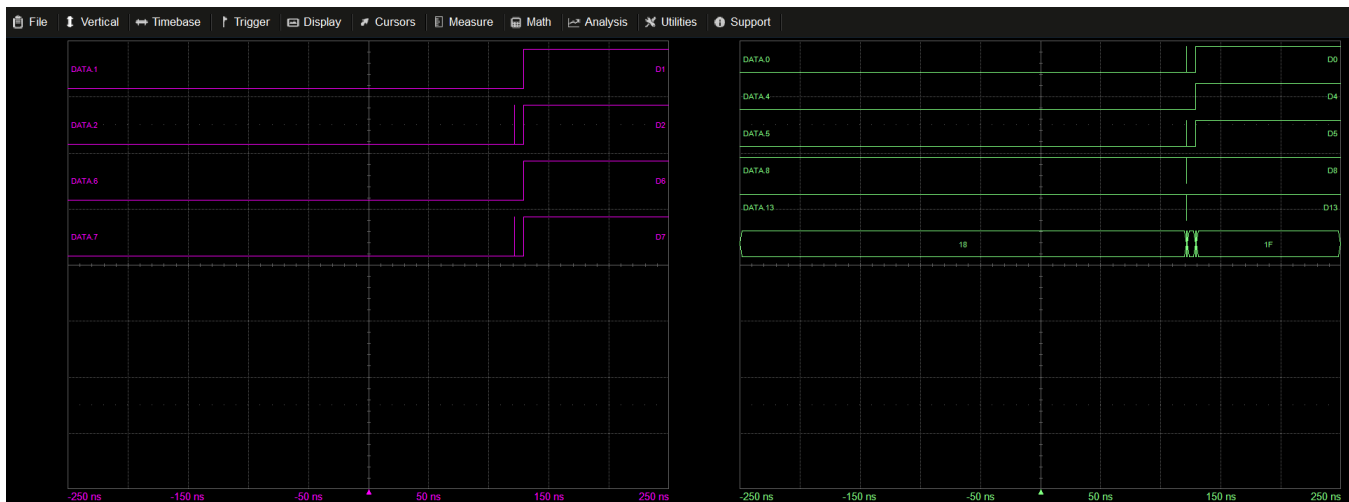 File Vertical Timebase Trigger Display Cursors Measure Math Analysis Utilities Support
DATA.1 D1
DATA.2 D2
DATA.6 D6
DATA.7 D7
-250 ns -150 ns -50 ns 50 ns 150 ns 250 ns
DATA.0 D0
DATA.4 D4
DATA.5 D5
DATA.8 D8
DATA.13 D13
18 1F
-250 ns -150 ns -50 ns 50 ns 150 ns 250 ns